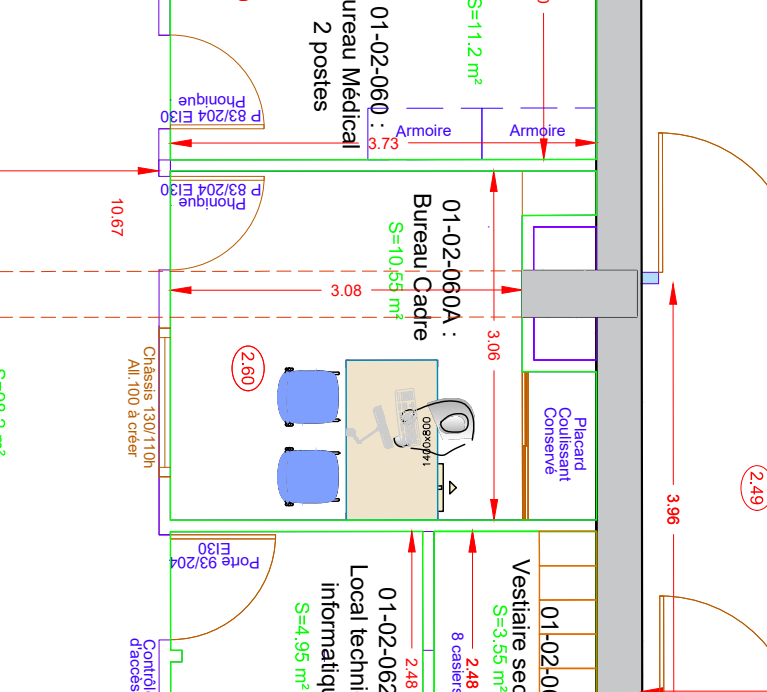 01-02-060 :
Bureau Médical
2 postes
S=11.2 m²
P 83/204 EI30
Phonique
Armoire
Armoire
3.73
P 83/204 EI30
Phonique
10.67
01-02-060A :
Bureau Cadre
S=10.55 m²
3.08
3.06
2.60
Châssis 130/110h
All.100 à créer
1400x800
Placard
Coulissant
Conservé
2.49
3.96
Porte 93/204
EI30
01-02-062
Local techni
informatiqu
S=4.95 m²
2.48
8 casiers
2.48
01-02-0
Vestiaire sec
S=3.55 m²
Contrôl
d'accès